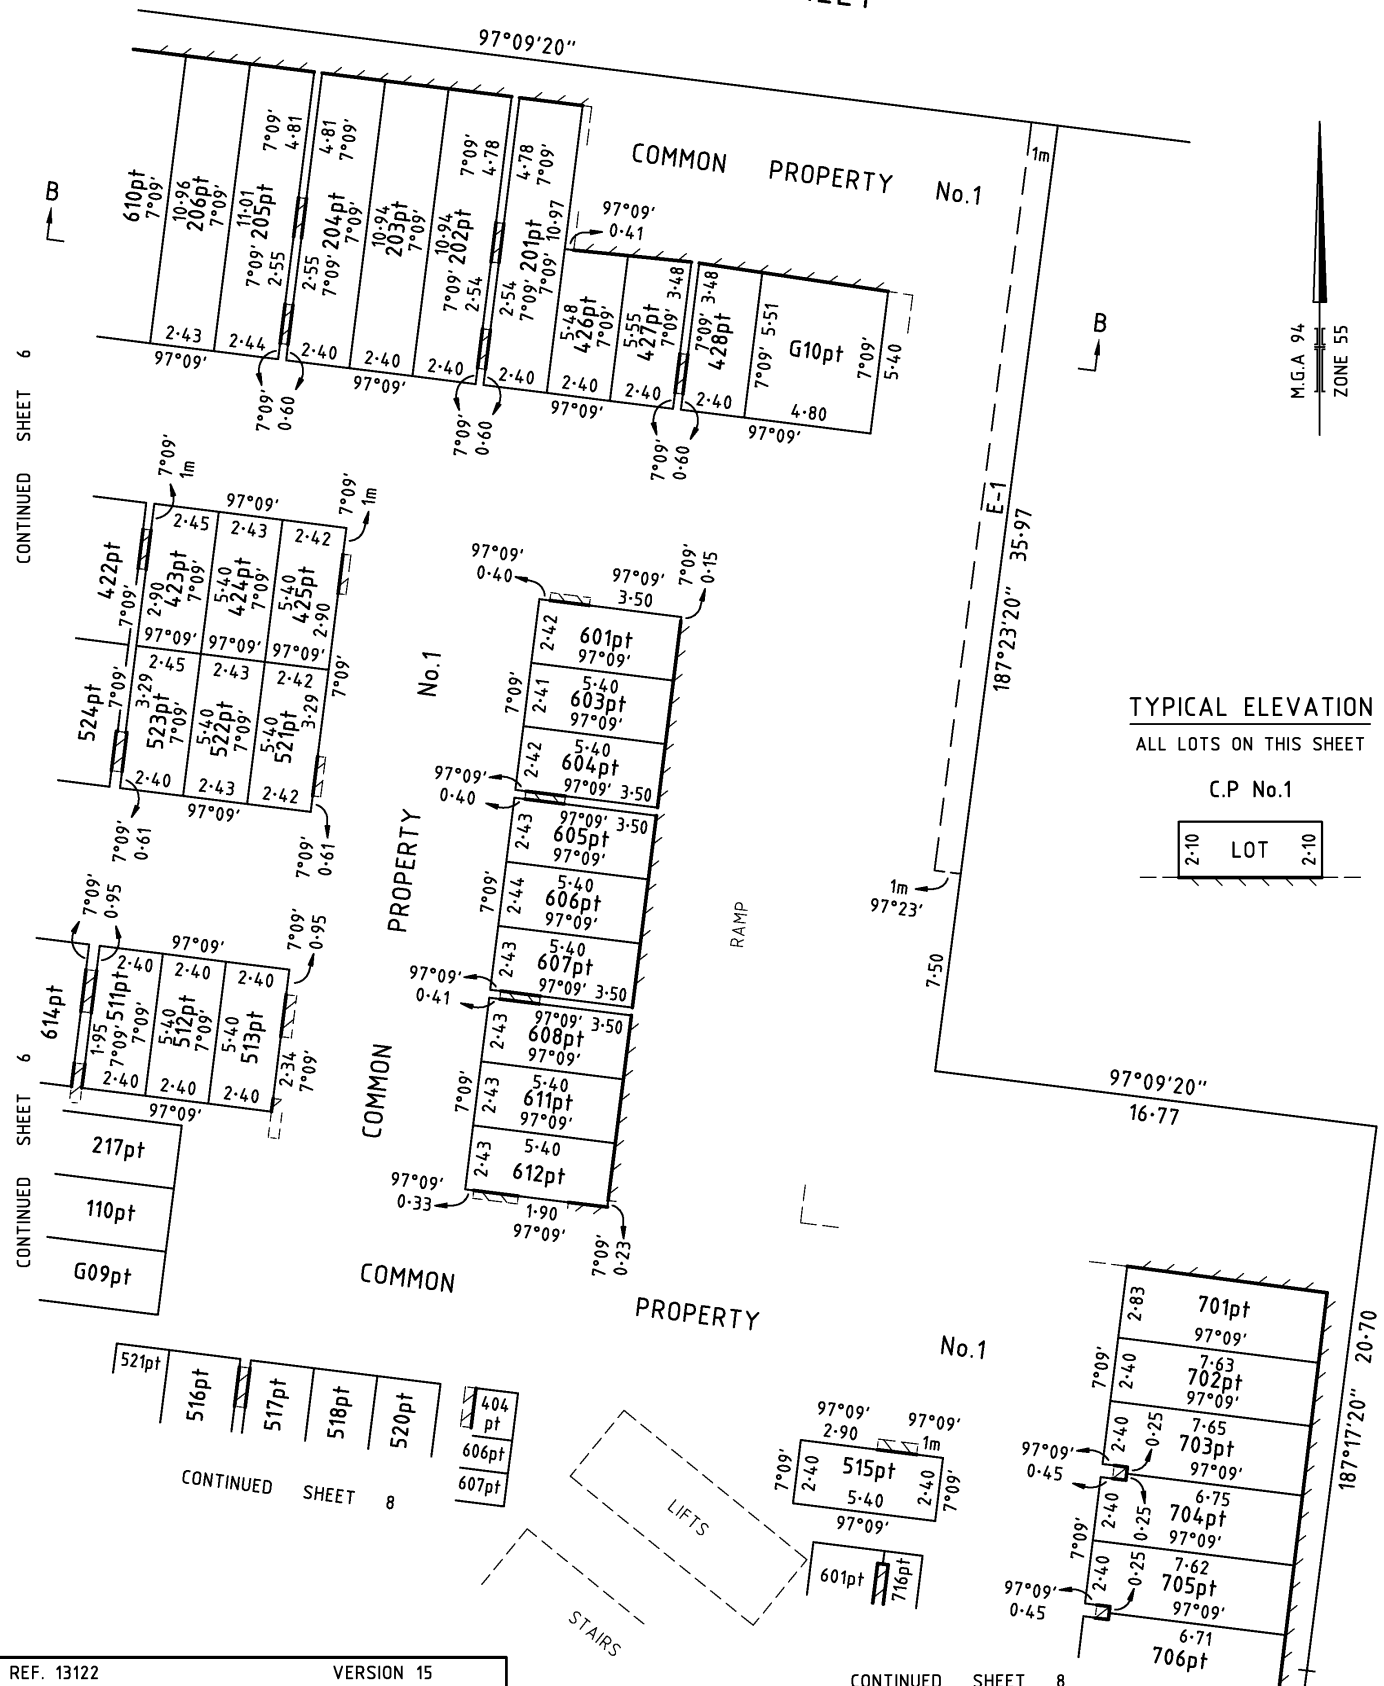 97°09'20"
COMMON PROPERTY No.1
1m
B
610pt
7°09'
10·96
206pt
7°09'
11·01
205pt
7°09'
4·81
7°09'
2·55
4·81
7°09'
2·55
7°09'
204pt
7°09'
10·94
203pt
7°09'
10·94
202pt
7°09'
7°09'
4·78
2·54
4·78
7°09'
2·54
7°09'
201pt
7°09'
10·97
97°09'
0·41
5·48
426pt
7°09'
5·55
427pt
7°09'
3·48
3·48
7°09'
428pt
7°09'
5·51
G10pt
7°09'
5·40
4·80
97°09'
2·43
2·44
97°09'
2·40
2·40
2·40
97°09'
2·40
2·40
2·40
97°09'
2·40
7°09'
0·60
7°09'
0·60
7°09'
0·60
B
M.G.A 94
ZONE 55
CONTINUED SHEET 6
E-1
35·97
187°23'20"
7°09'
1m
97°09'
7°09'
1m
2·45
2·43
2·42
422pt
7°09'
2·90
423pt
7°09'
5·40
424pt
7°09'
5·40
425pt
2·90
97°09'
97°09'
97°09'
2·45
2·43
2·42
7°09'
524pt
7°09'
3·29
523pt
7°09'
5·40
522pt
7°09'
5·40
521pt
3·29
2·40
2·43
2·42
97°09'
7°09'
0·61
7°09'
0·61
97°09'
0·40
97°09'
3·50
7°09'
0·15
2·42
601pt
97°09'
5·40
2·41
603pt
97°09'
7°09'
5·40
2·42
604pt
97°09' 3·50
97°09'
0·40
97°09' 3·50
2·43
605pt
97°09'
5·40
2·44
606pt
97°09'
7°09'
5·40
2·43
607pt
97°09' 3·50
97°09'
0·41
97°09' 3·50
2·43
608pt
97°09'
5·40
2·43
611pt
97°09'
7°09'
5·40
2·43
612pt
97°09'
0·33
1·90
97°09'
7°09'
0·23
COMMON PROPERTY No.1
RAMP
TYPICAL ELEVATION
ALL LOTS ON THIS SHEET
C.P No.1
2·10 LOT 2·10
1m
97°23'
7·50
97°09'20"
16·77
7°09'
0·95
97°09'
7°09'
0·95
2·40
2·40
2·40
614pt
1·95
7°09'
511pt
7°09'
5·40
512pt
7°09'
5·40
513pt
2·34
7°09'
2·40
2·40
2·40
97°09'
CONTINUED SHEET 6
217pt
110pt
G09pt
COMMON PROPERTY No.1
521pt
516pt
517pt
518pt
520pt
404
pt
606pt
607pt
CONTINUED SHEET 8
LIFTS
STAIRS
97°09'
2·90
97°09'
1m
7°09'
2·40
515pt
2·40
7°09'
5·40
97°09'
601pt
716pt
2·83
701pt
97°09'
7·63
2·40
702pt
97°09'
7°09'
7·65
2·40
703pt
97°09'
0·25
97°09'
0·45
6·75
2·40
704pt
97°09'
0·25
7°09'
7·62
2·40
705pt
97°09'
0·25
97°09'
0·45
6·71
706pt
20·70
187°17'20"
CONTINUED SHEET 8
REF. 13122
VERSION 15